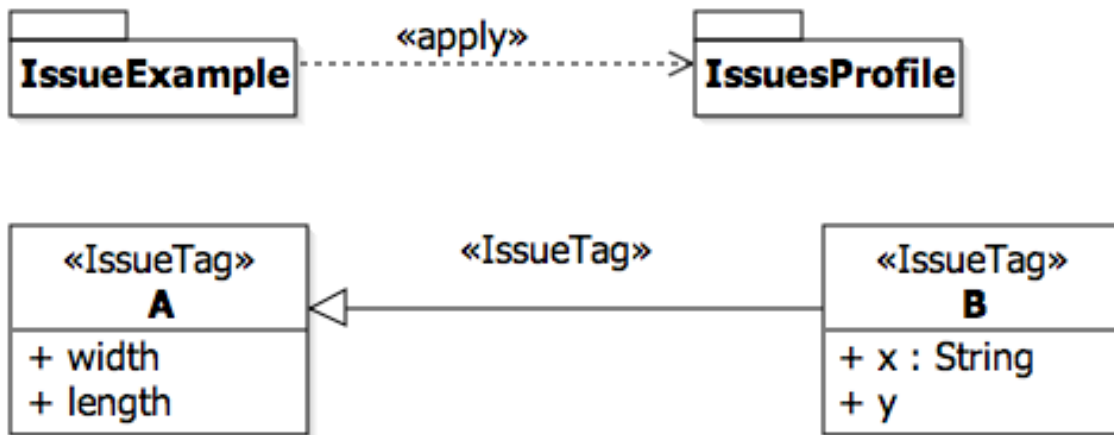 «apply»
IssueExample
IssuesProfile
«IssueTag»
A
+ width
+ length
«IssueTag»
«IssueTag»
B
+ x : String
+ y